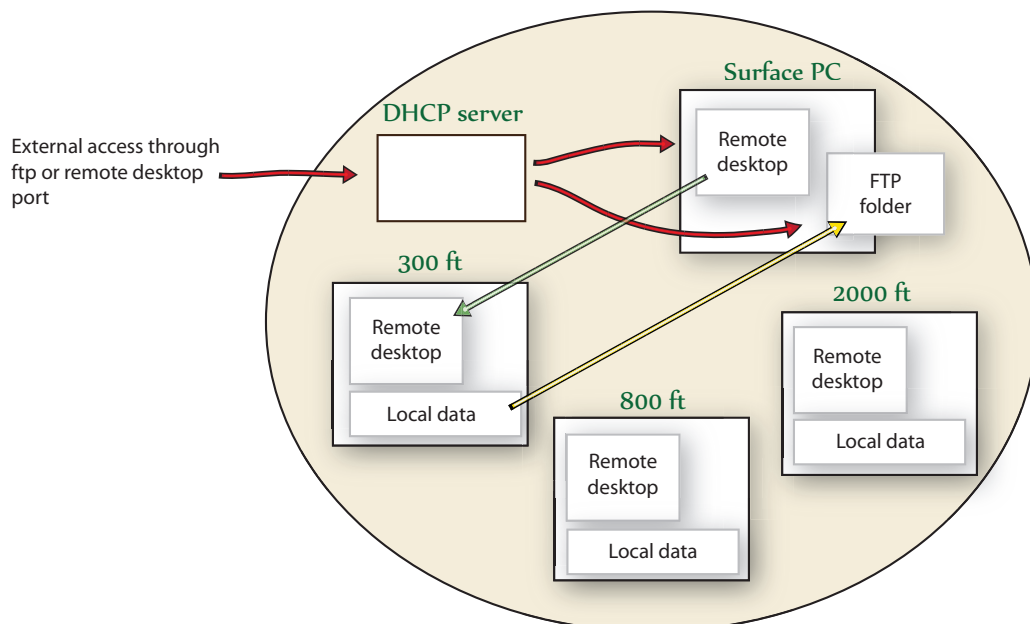 Surface PC
DHCP server
External access through
ftp or remote desktop
port
Remote
desktop
FTP
folder
300 ft
Remote
desktop
Local data
2000 ft
Remote
desktop
Local data
800 ft
Remote
desktop
Local data